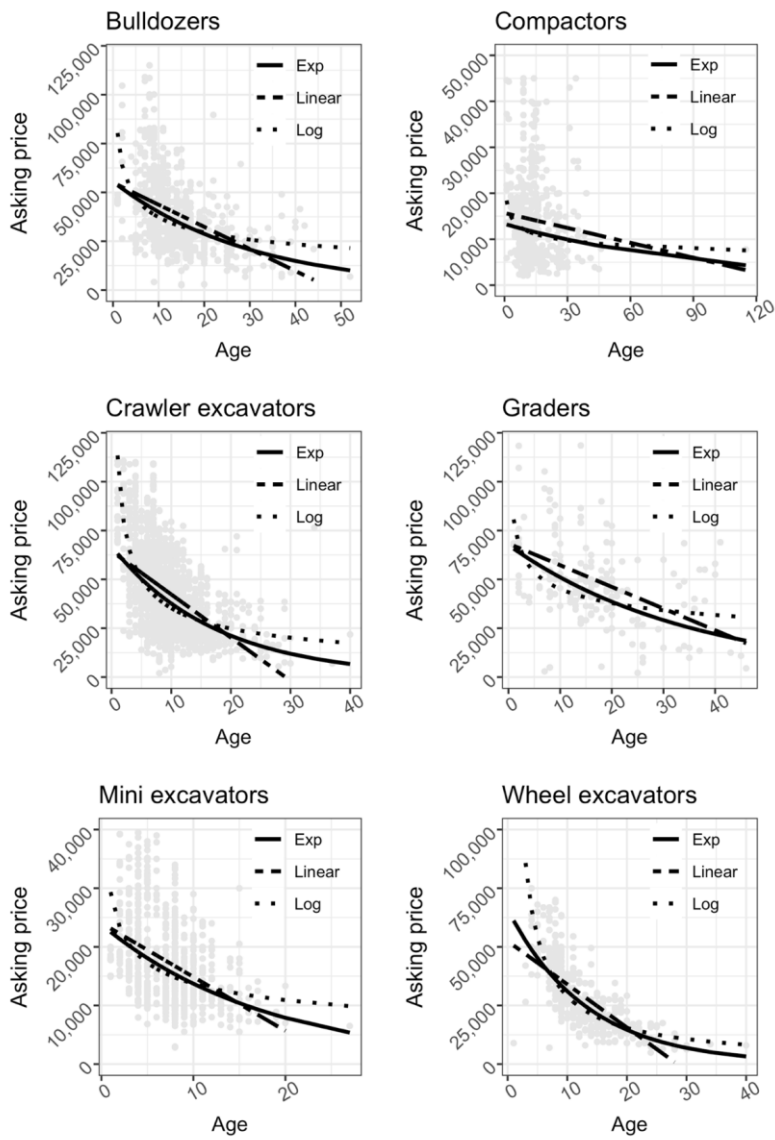 Bulldozers
Asking price
125,000
100,000
75,000
50,000
25,000
0
Exp
Linear
Log
0
10
20
30
40
50
Age
Compactors
Asking price
50,000
40,000
30,000
20,000
10,000
0
Exp
Linear
Log
0
30
60
90
120
Age
Crawler excavators
Asking price
125,000
100,000
75,000
50,000
25,000
0
Exp
Linear
Log
0
10
20
30
40
Age
Graders
Asking price
125,000
100,000
75,000
50,000
25,000
0
Exp
Linear
Log
0
10
20
30
40
Age
Mini excavators
Asking price
40,000
30,000
20,000
10,000
0
Exp
Linear
Log
0
10
20
Age
Wheel excavators
Asking price
100,000
75,000
50,000
25,000
0
Exp
Linear
Log
0
10
20
30
40
Age